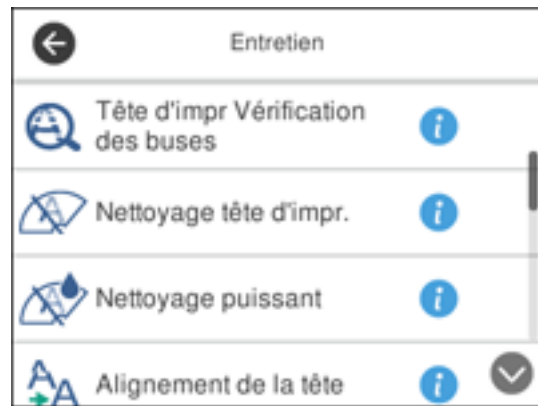 Entretien
Tête d'impr Vérification
des buses
Nettoyage tête d'impr.
Nettoyage puissant
Alignement de la tête